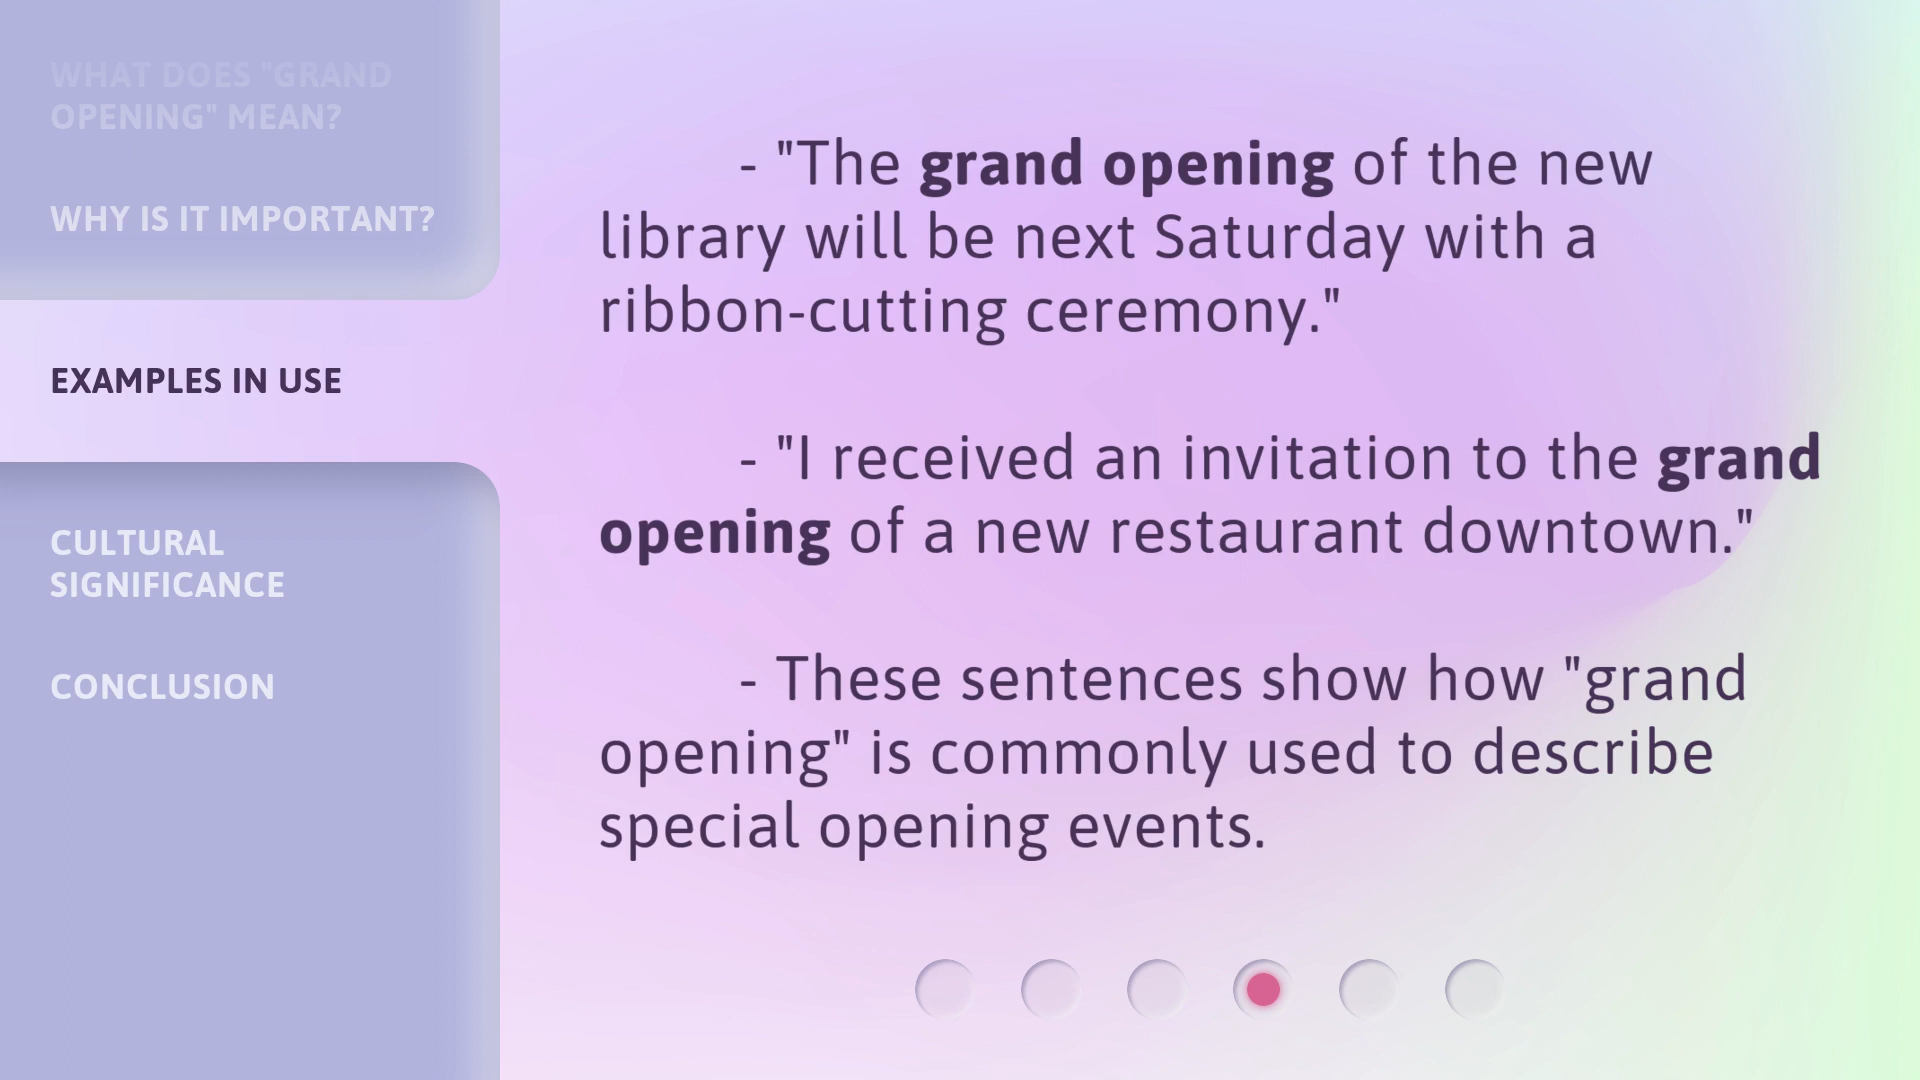 WHAT DOES "GRAND
OPENING" MEAN?
WHY IS IT IMPORTANT?
EXAMPLES IN USE
CULTURAL
SIGNIFICANCE
CONCLUSION
- "The grand opening of the new
library will be next Saturday with a
ribbon-cutting ceremony."
- "I received an invitation to the grand
opening of a new restaurant downtown."
- These sentences show how "grand
opening" is commonly used to describe
special opening events.